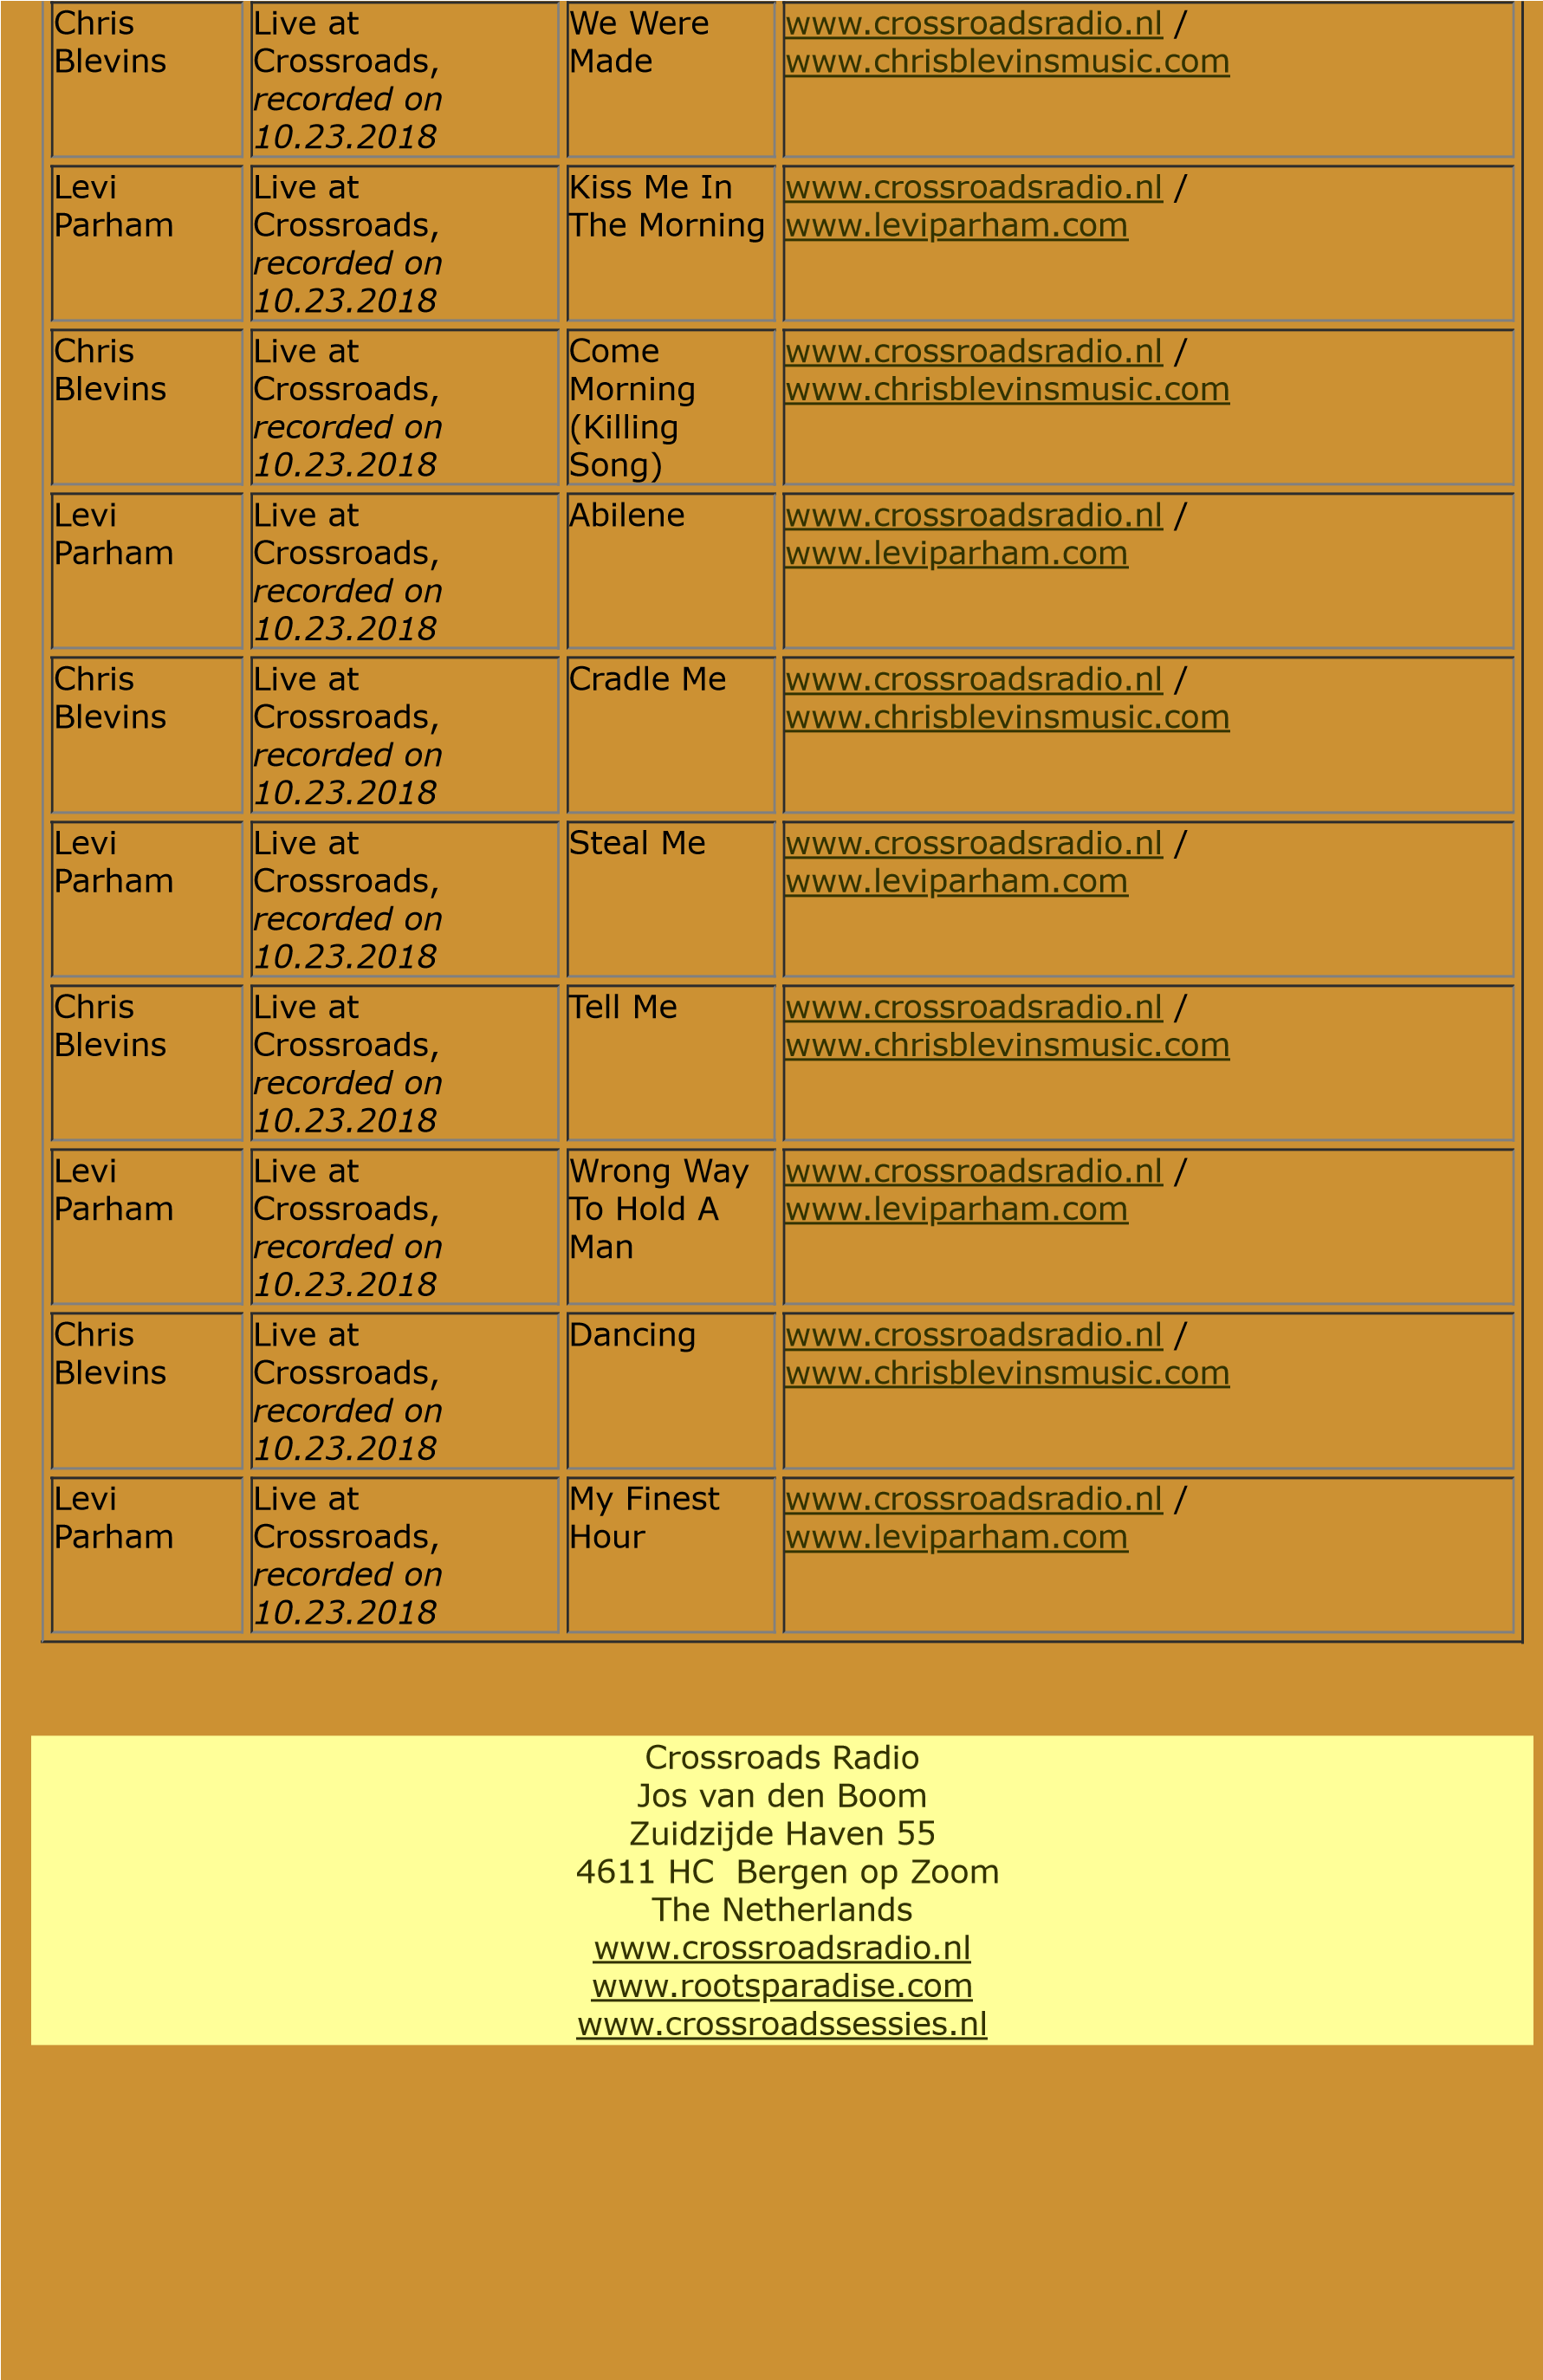 Chris
Blevins
Live at
Crossroads,
recorded on
10.23.2018
We Were
Made
www.crossroadsradio.nl /
www.chrisblevinsmusic.com
Levi
Parham
Live at
Crossroads,
recorded on
10.23.2018
Kiss Me In
The Morning
www.crossroadsradio.nl /
www.leviparham.com
Chris
Blevins
Live at
Crossroads,
recorded on
10.23.2018
Come
Morning
(Killing
Song)
www.crossroadsradio.nl /
www.chrisblevinsmusic.com
Levi
Parham
Live at
Crossroads,
recorded on
10.23.2018
Abilene
www.crossroadsradio.nl /
www.leviparham.com
Chris
Blevins
Live at
Crossroads,
recorded on
10.23.2018
Cradle Me
www.crossroadsradio.nl /
www.chrisblevinsmusic.com
Levi
Parham
Live at
Crossroads,
recorded on
10.23.2018
Steal Me
www.crossroadsradio.nl /
www.leviparham.com
Chris
Blevins
Live at
Crossroads,
recorded on
10.23.2018
Tell Me
www.crossroadsradio.nl /
www.chrisblevinsmusic.com
Levi
Parham
Live at
Crossroads,
recorded on
10.23.2018
Wrong Way
To Hold A
Man
www.crossroadsradio.nl /
www.leviparham.com
Chris
Blevins
Live at
Crossroads,
recorded on
10.23.2018
Dancing
www.crossroadsradio.nl /
www.chrisblevinsmusic.com
Levi
Parham
Live at
Crossroads,
recorded on
10.23.2018
My Finest
Hour
www.crossroadsradio.nl /
www.leviparham.com
Crossroads Radio
Jos van den Boom
Zuidzijde Haven 55
4611 HC  Bergen op Zoom
The Netherlands
www.crossroadsradio.nl
www.rootsparadise.com
www.crossroadssessies.nl